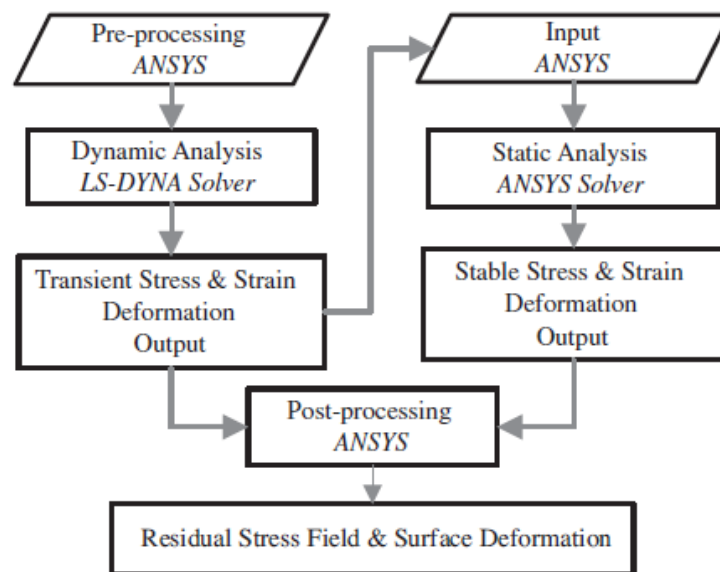 Pre-processing
ANSYS
Dynamic Analysis
LS-DYNA Solver
Transient Stress & Strain
Deformation
Output
Input
ANSYS
Static Analysis
ANSYS Solver
Stable Stress & Strain
Deformation
Output
Post-processing
ANSYS
Residual Stress Field & Surface Deformation